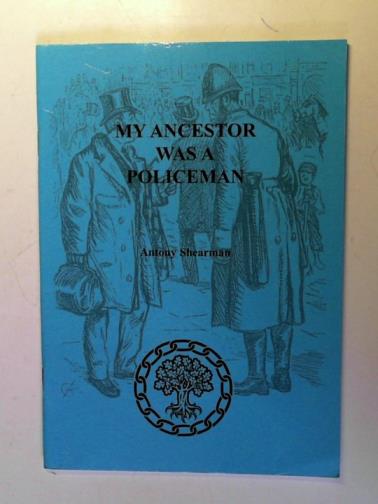 MY ANCESTOR
WAS A
POLICEMAN
Antony Shearman